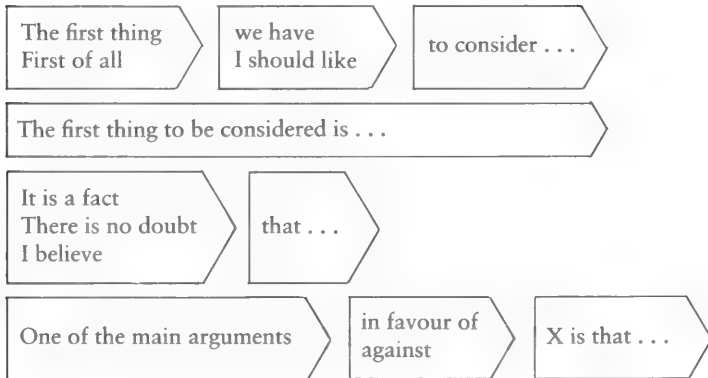 The first thing
First of all
we have
I should like
to consider . . .
The first thing to be considered is . . .
It is a fact
There is no doubt
I believe
that . . .
One of the main arguments
in favour of
against
X is that . . .